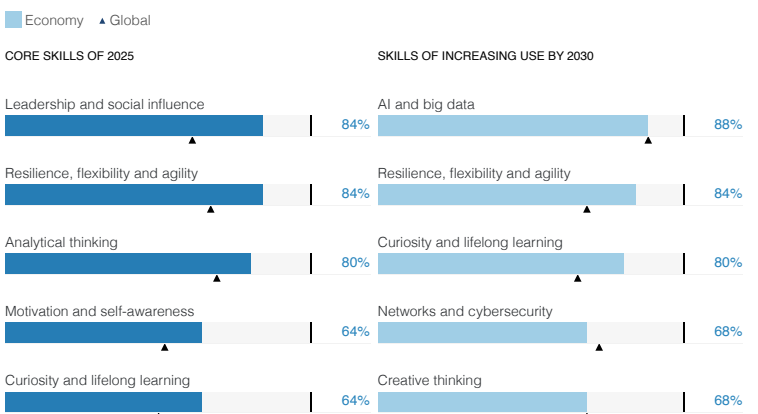 Economy Global
CORE SKILLS OF 2025
Leadership and social influence
84%
Resilience, flexibility and agility
84%
Analytical thinking
80%
Motivation and self-awareness
64%
Curiosity and lifelong learning
64%
SKILLS OF INCREASING USE BY 2030
AI and big data
88%
Resilience, flexibility and agility
84%
Curiosity and lifelong learning
80%
Networks and cybersecurity
68%
Creative thinking
68%